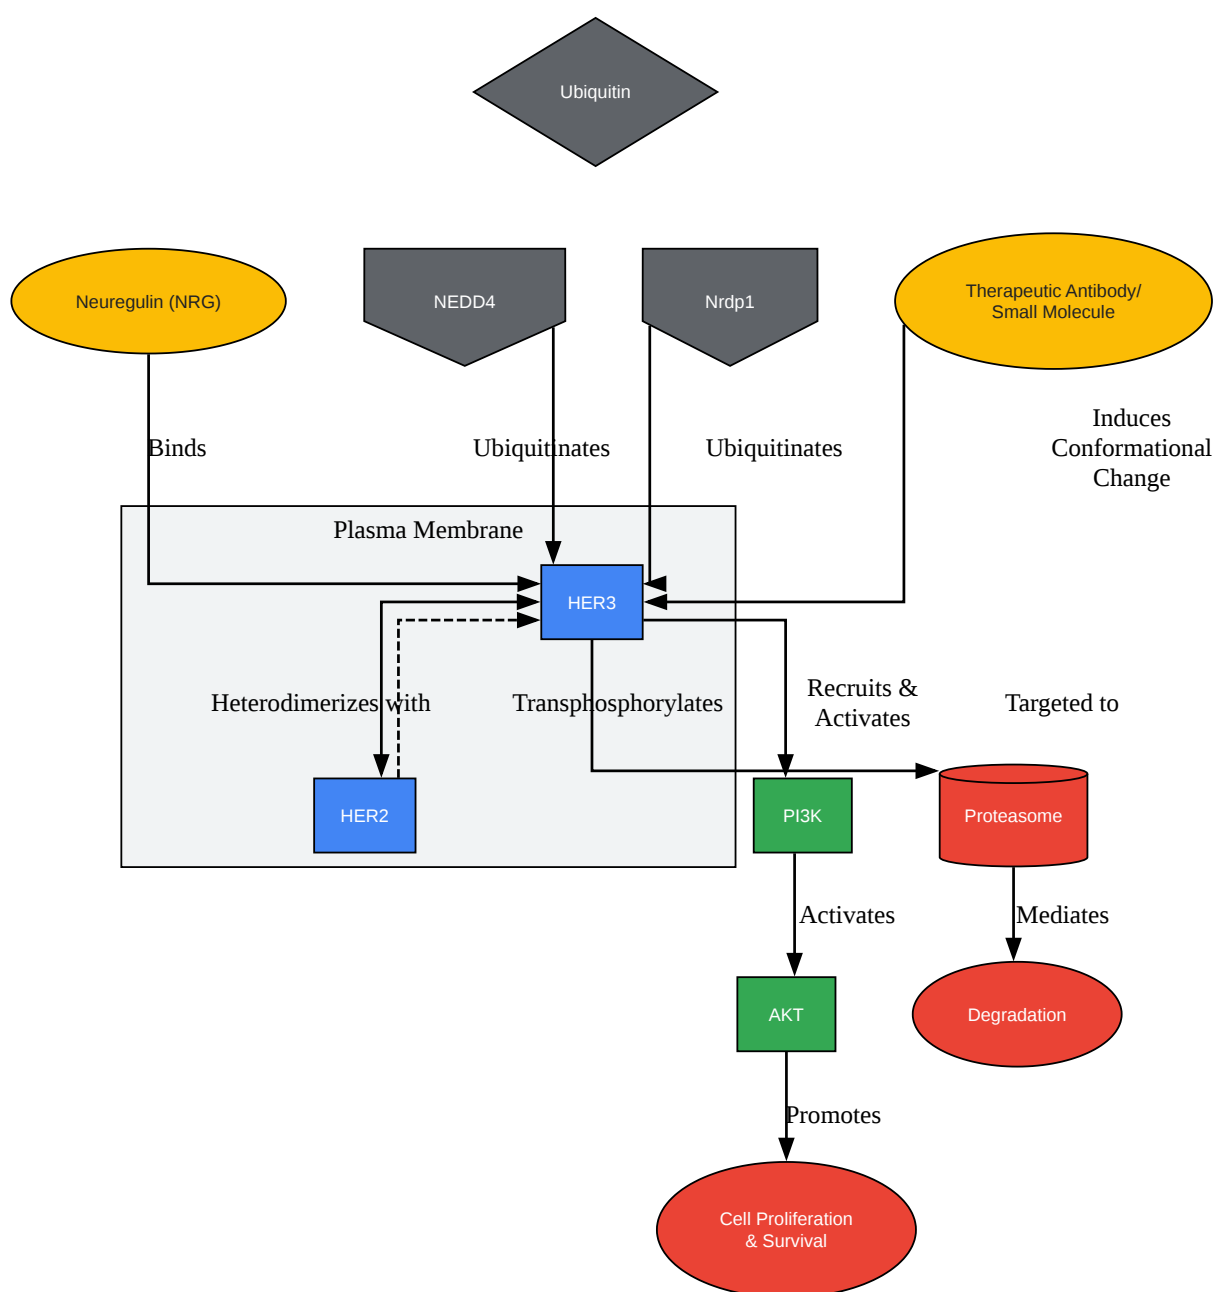 Ubiquitin
Neuregulin (NRG)
NEDD4
Nrdp1
Therapeutic Antibody/
Small Molecule
Binds
Ubiquitinates
Ubiquitinates
Induces
Conformational
Change
Plasma Membrane
HER3
Heterodimerizes with
Transphosphorylates
Recruits &
Activates
Targeted to
HER2
PI3K
Proteasome
Activates
Mediates
AKT
Degradation
Promotes
Cell Proliferation
& Survival